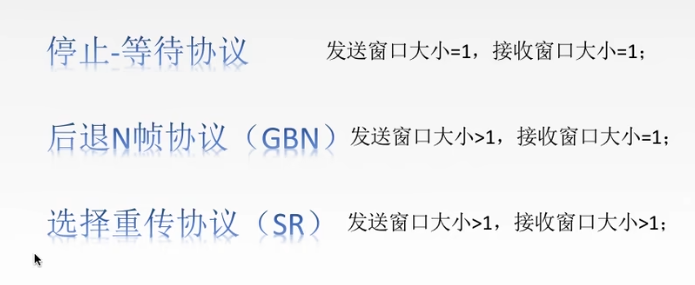 停止-等待协议 发送窗口大小=1，接收窗口大小=1；
后退N帧协议（GBN） 发送窗口大小>1，接收窗口大小=1；
选择重传协议（SR） 发送窗口大小>1，接收窗口大小>1；